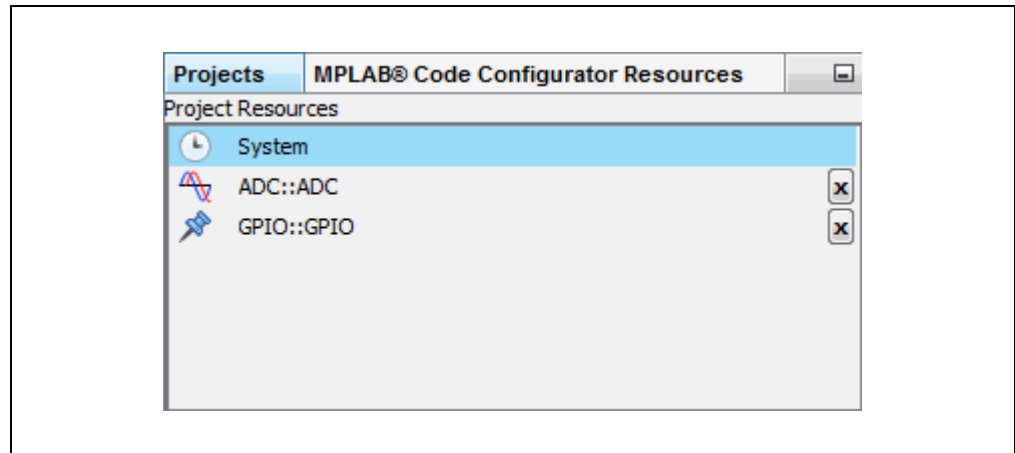 Projects MPLAB® Code Configurator Resources
Project Resources
System
ADC::ADC x
GPIO::GPIO x